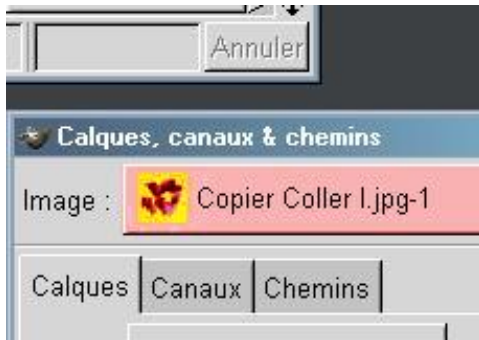 Annuler
Calques, canaux & chemins
Image : Copier Coller I.jpg-1
Calques Canaux Chemins